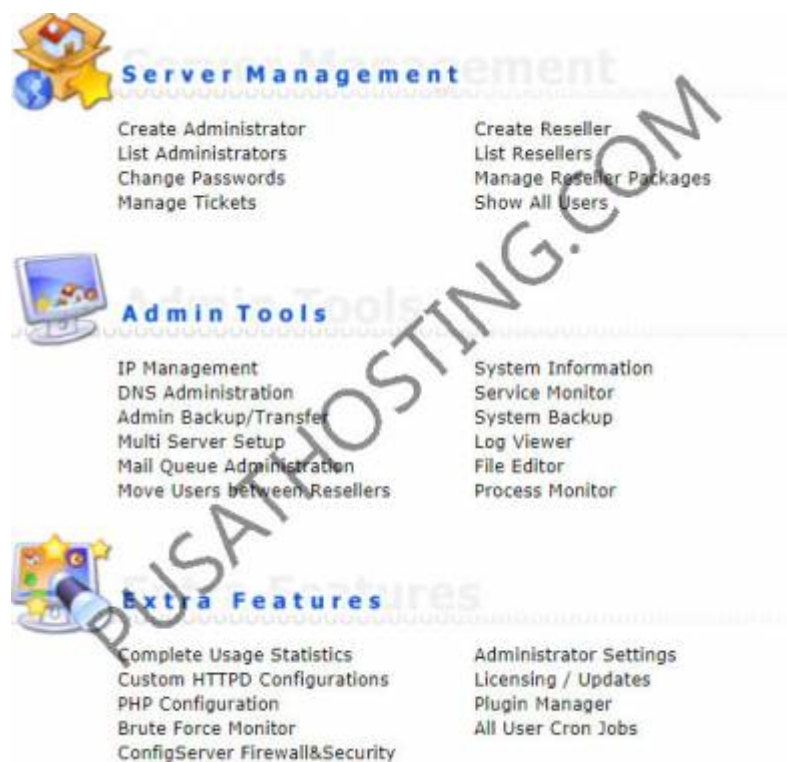 Server Management
Create Administrator
List Administrators
Change Passwords
Manage Tickets
Create Reseller
List Resellers
Manage Reseller Packages
Show All Users
Admin Tools
IP Management
DNS Administration
Admin Backup/Transfer
Multi Server Setup
Mail Queue Administration
Move Users between Resellers
System Information
Service Monitor
System Backup
Log Viewer
File Editor
Process Monitor
Extra Features
Complete Usage Statistics
Custom HTTPD Configurations
PHP Configuration
Brute Force Monitor
ConfigServer Firewall&Security
Administrator Settings
Licensing / Updates
Plugin Manager
All User Cron Jobs
PUSATHOSTING.COM